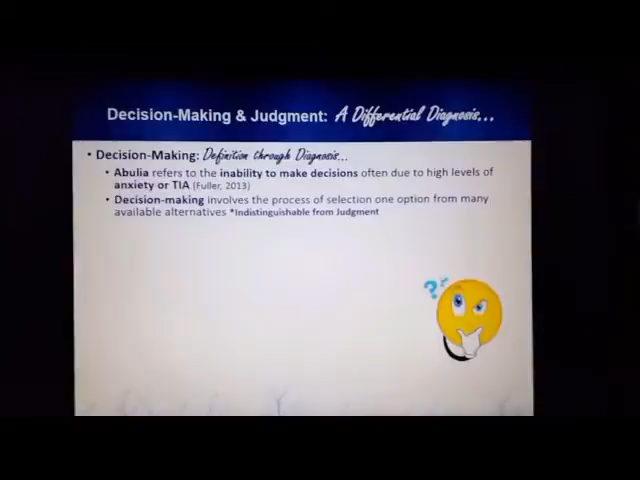 Decision-Making & Judgment: A Differential Diagnosis...
• Decision-Making: Definition through Diagnosis...
• Abulia refers to the inability to make decisions often due to high levels of
anxiety or TIA (Fuller, 2013)
• Decision-making involves the process of selection one option from many
available alternatives *Indistinguishable from Judgment
??